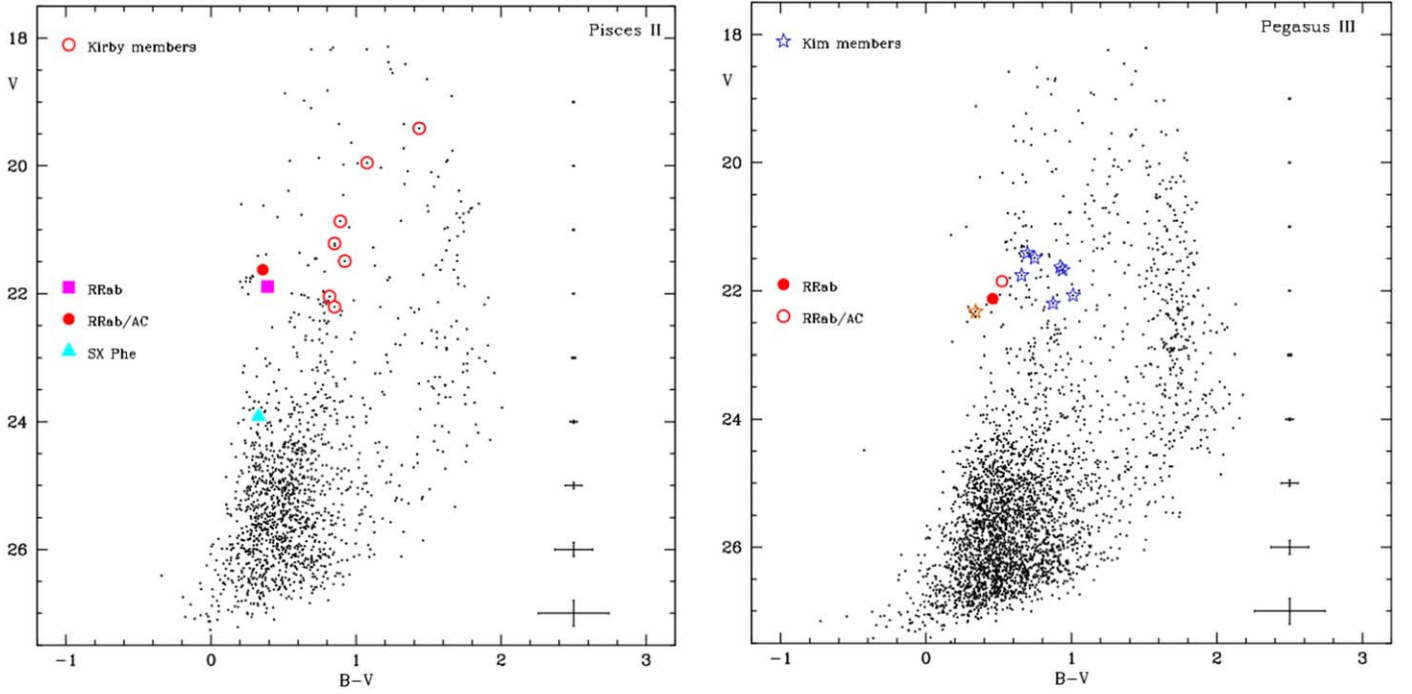 Pisces II
Kirby members
RRab
RRab/AC
SX Phe
V
18
20
22
24
26
-1
0
1
2
3
B-V
Pegasus III
Kim members
RRab
RRab/AC
V
18
20
22
24
26
-1
0
1
2
3
B-V